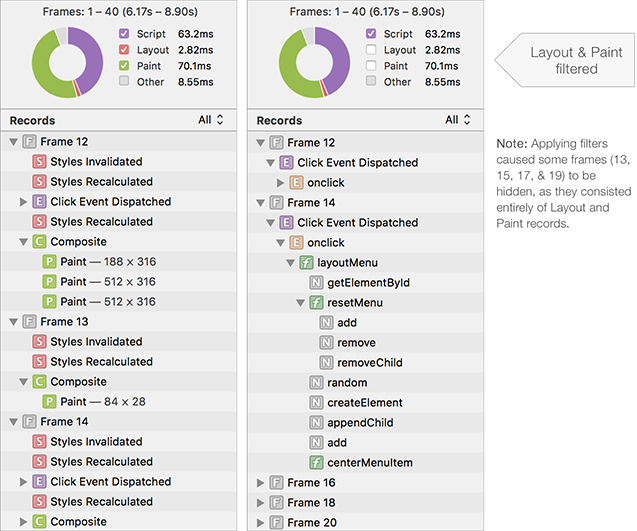 Frames: 1 – 40 (6.17s – 8.90s)
Script 63.2ms
Layout 2.82ms
Paint 70.1ms
Other 8.55ms
Records All
F Frame 12
S Styles Invalidated
S Styles Recalculated
E Click Event Dispatched
S Styles Recalculated
C Composite
P Paint — 188 × 316
P Paint — 512 × 316
P Paint — 512 × 316
F Frame 13
S Styles Invalidated
S Styles Recalculated
C Composite
P Paint — 84 × 28
F Frame 14
S Styles Invalidated
S Styles Recalculated
E Click Event Dispatched
S Styles Recalculated
C Composite
Frames: 1 – 40 (6.17s – 8.90s)
Script 63.2ms
Layout 2.82ms
Paint 70.1ms
Other 8.55ms
Records All
F Frame 12
E Click Event Dispatched
E onclick
F Frame 14
E Click Event Dispatched
E onclick
f layoutMenu
N getElementById
f resetMenu
N add
N remove
N removeChild
N random
N createElement
N appendChild
N add
f centerMenuItem
F Frame 16
F Frame 18
F Frame 20
Layout & Paint
filtered
Note: Applying filters
caused some frames (13,
15, 17, & 19) to be
hidden, as they consisted
entirely of Layout and
Paint records.